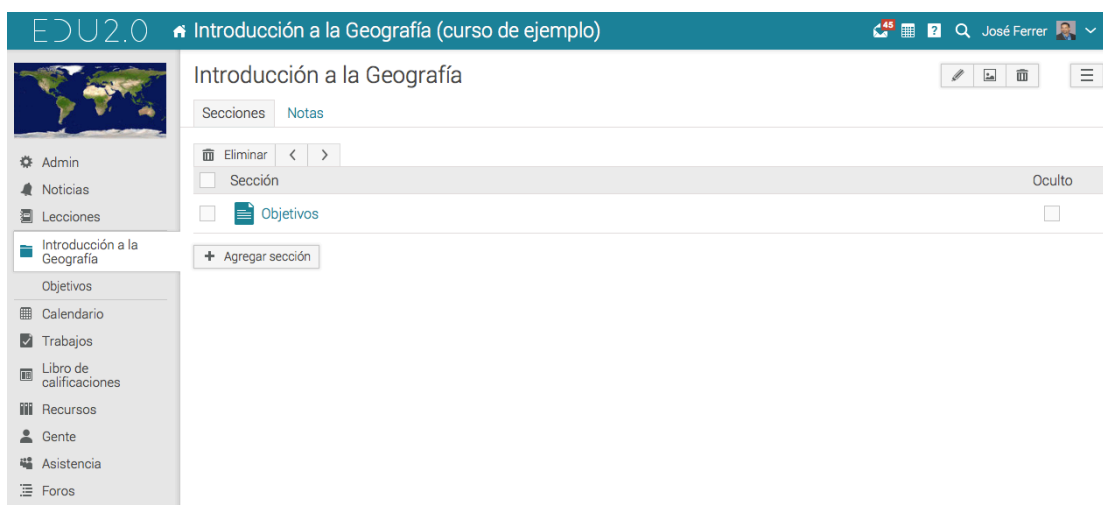 EDU2.0 Introducción a la Geografía (curso de ejemplo) 45 ? José Ferrer
Introducción a la Geografía
Secciones Notas
Eliminar
Sección Oculto
Objetivos
+ Agregar sección
Admin
Noticias
Lecciones
Introducción a la
Geografía
Objetivos
Calendario
Trabajos
Libro de
calificaciones
Recursos
Gente
Asistencia
Foros